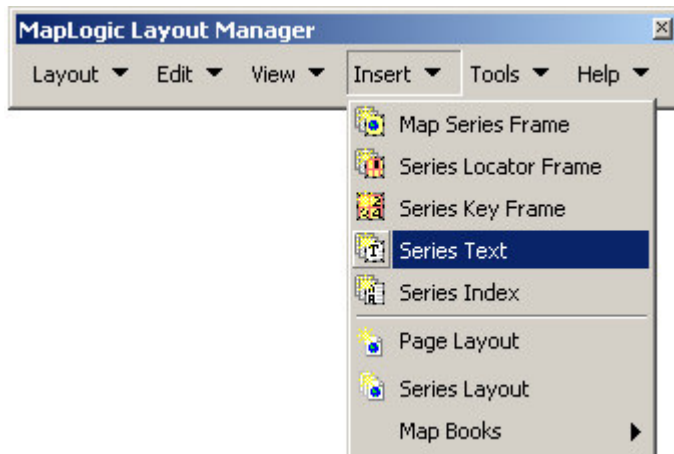 MapLogic Layout Manager
Layout Edit View Insert Tools Help
Map Series Frame
Series Locator Frame
Series Key Frame
Series Text
Series Index
Page Layout
Series Layout
Map Books